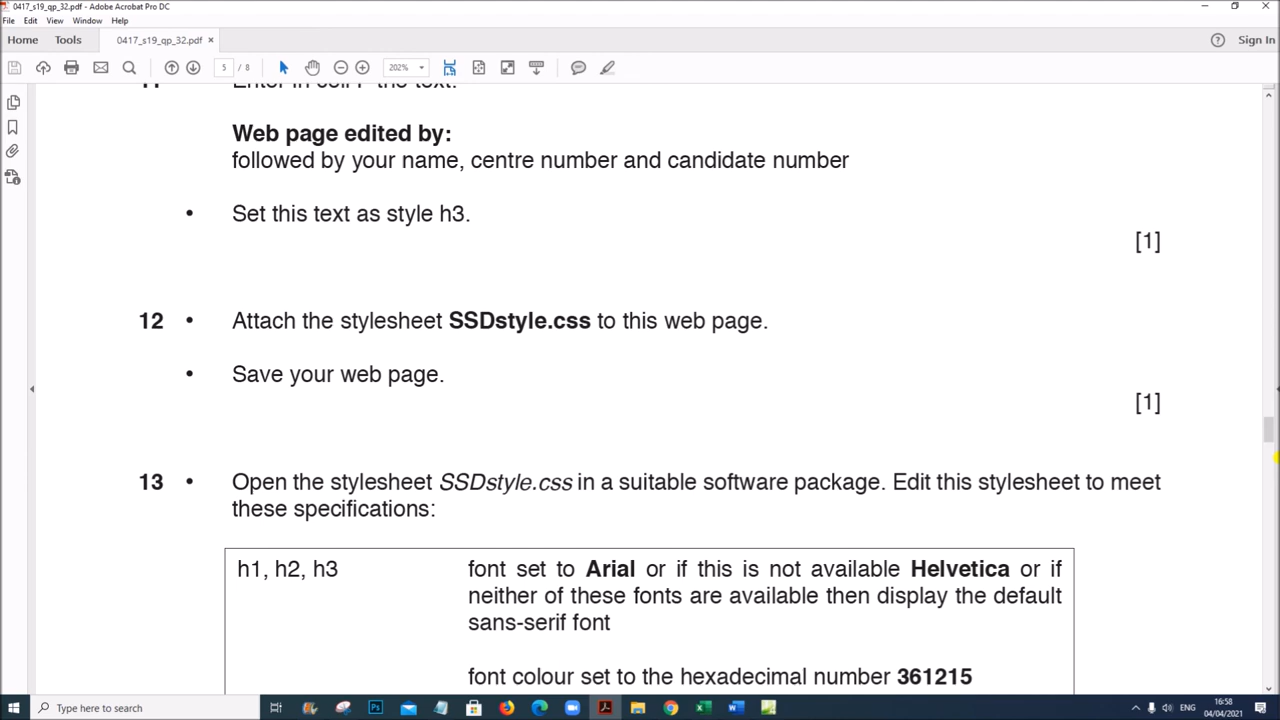 0417_s19_qp_32.pdf - Adobe Acrobat Pro DC
File Edit View Window Help
Home Tools 0417_s19_qp_32.pdf × Sign In
5 / 8 202%
Web page edited by:
followed by your name, centre number and candidate number
• Set this text as style h3.
[1]
12 • Attach the stylesheet SSDstyle.css to this web page.
• Save your web page.
[1]
13 • Open the stylesheet SSDstyle.css in a suitable software package. Edit this stylesheet to meet
these specifications:
h1, h2, h3 font set to Arial or if this is not available Helvetica or if
neither of these fonts are available then display the default
sans-serif font
font colour set to the hexadecimal number 361215
Type here to search
ENG
16:58
04/04/2021